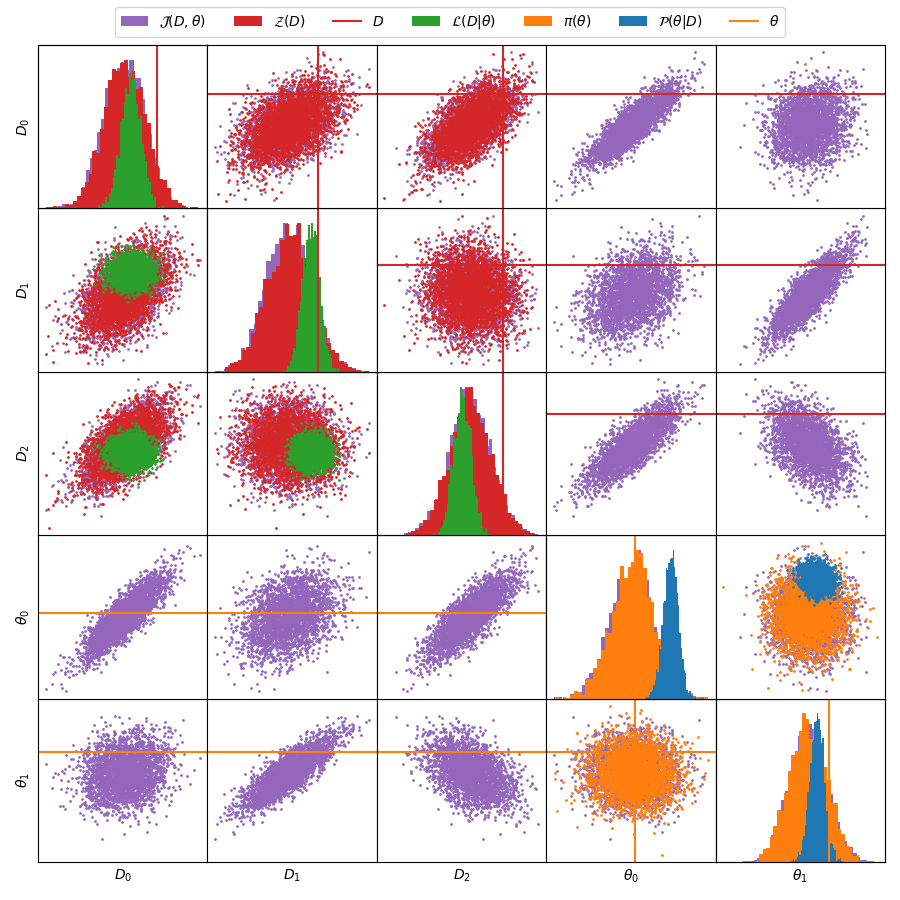 𝒥(D, θ) 𝒵(D) D ℒ(D|θ) π(θ) 𝒫(θ|D) θ
D₀
D₁
D₂
θ₀
θ₁
D₀ D₁ D₂ θ₀ θ₁